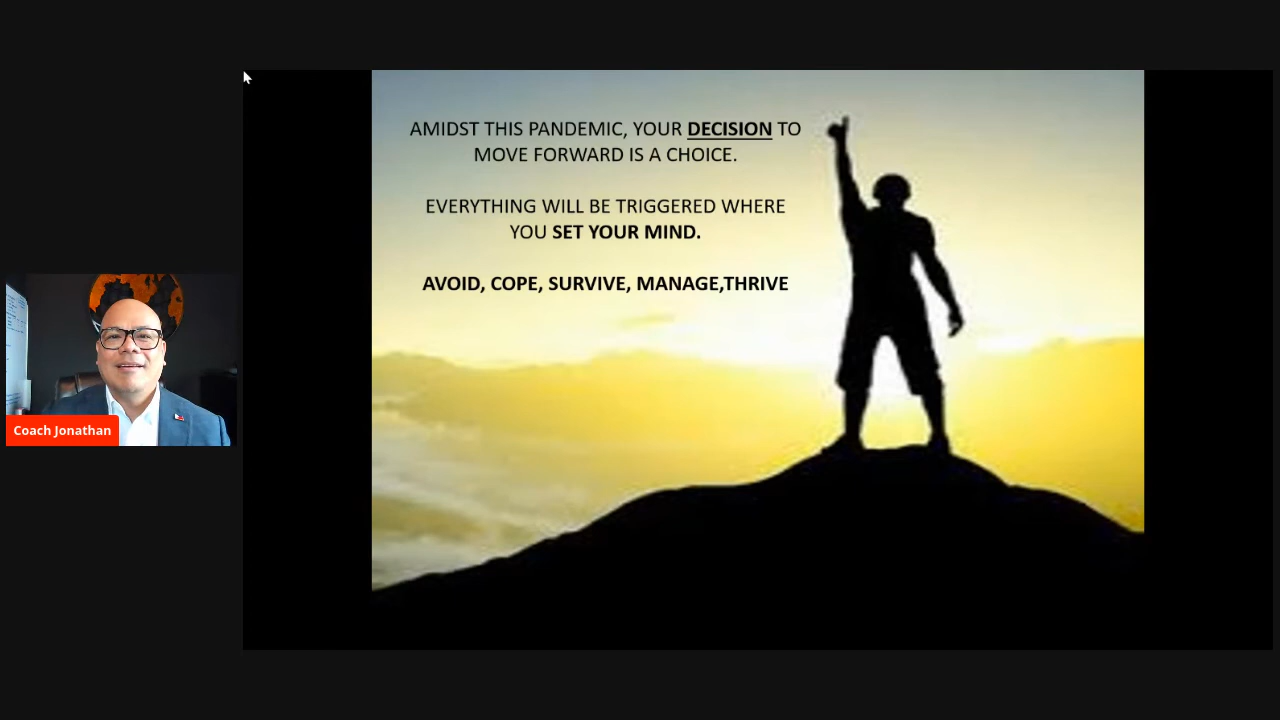 AMIDST THIS PANDEMIC, YOUR DECISION TO
MOVE FORWARD IS A CHOICE.
EVERYTHING WILL BE TRIGGERED WHERE
YOU SET YOUR MIND.
AVOID, COPE, SURVIVE, MANAGE,THRIVE
Coach Jonathan